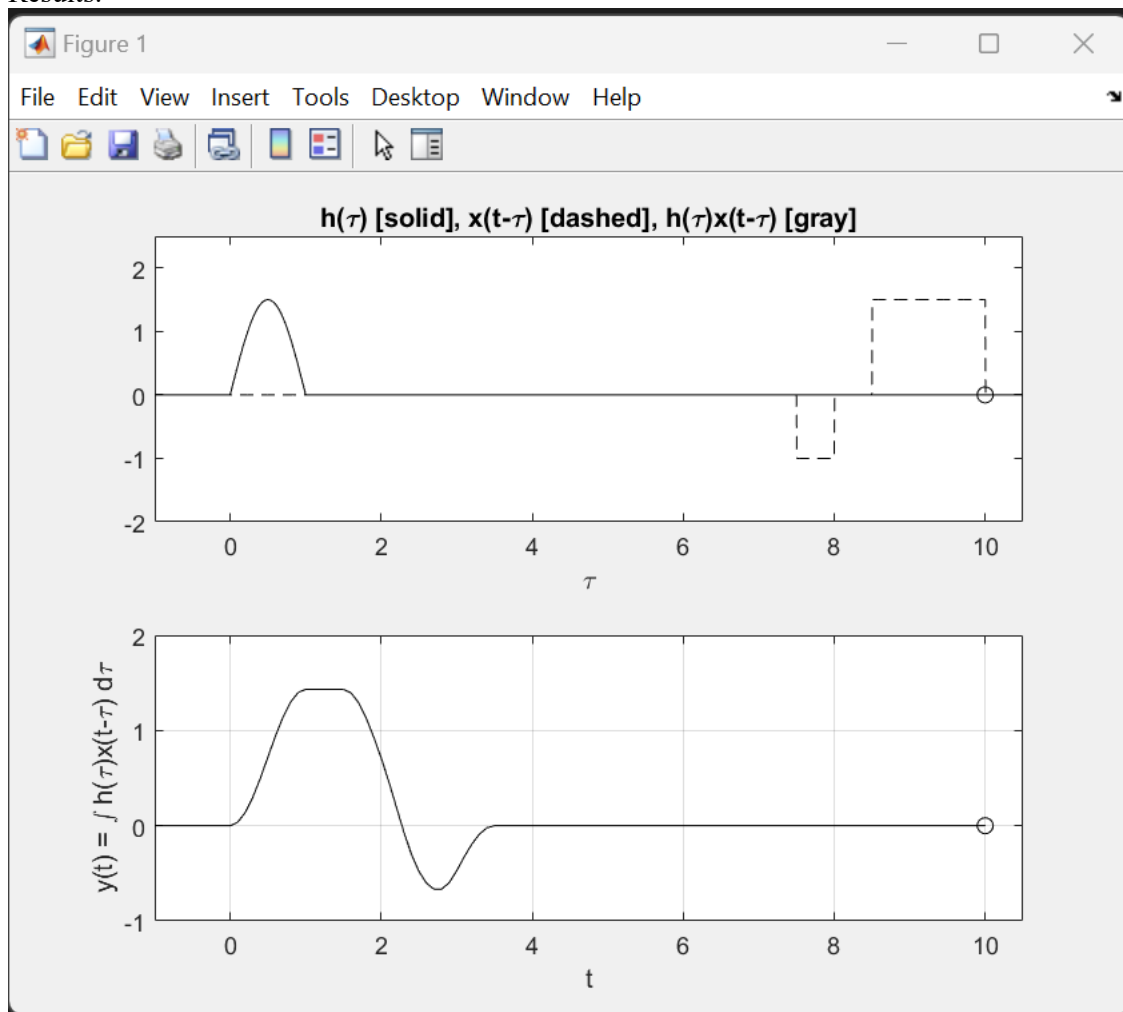 Results:
Figure 1
File Edit View Insert Tools Desktop Window Help
h(τ) [solid], x(t-τ) [dashed], h(τ)x(t-τ) [gray]
2
1
0
-1
-2
0 2 4 6 8 10
τ
y(t) = ∫ h(τ)x(t-τ) dτ
2
1
0
-1
0 2 4 6 8 10
t